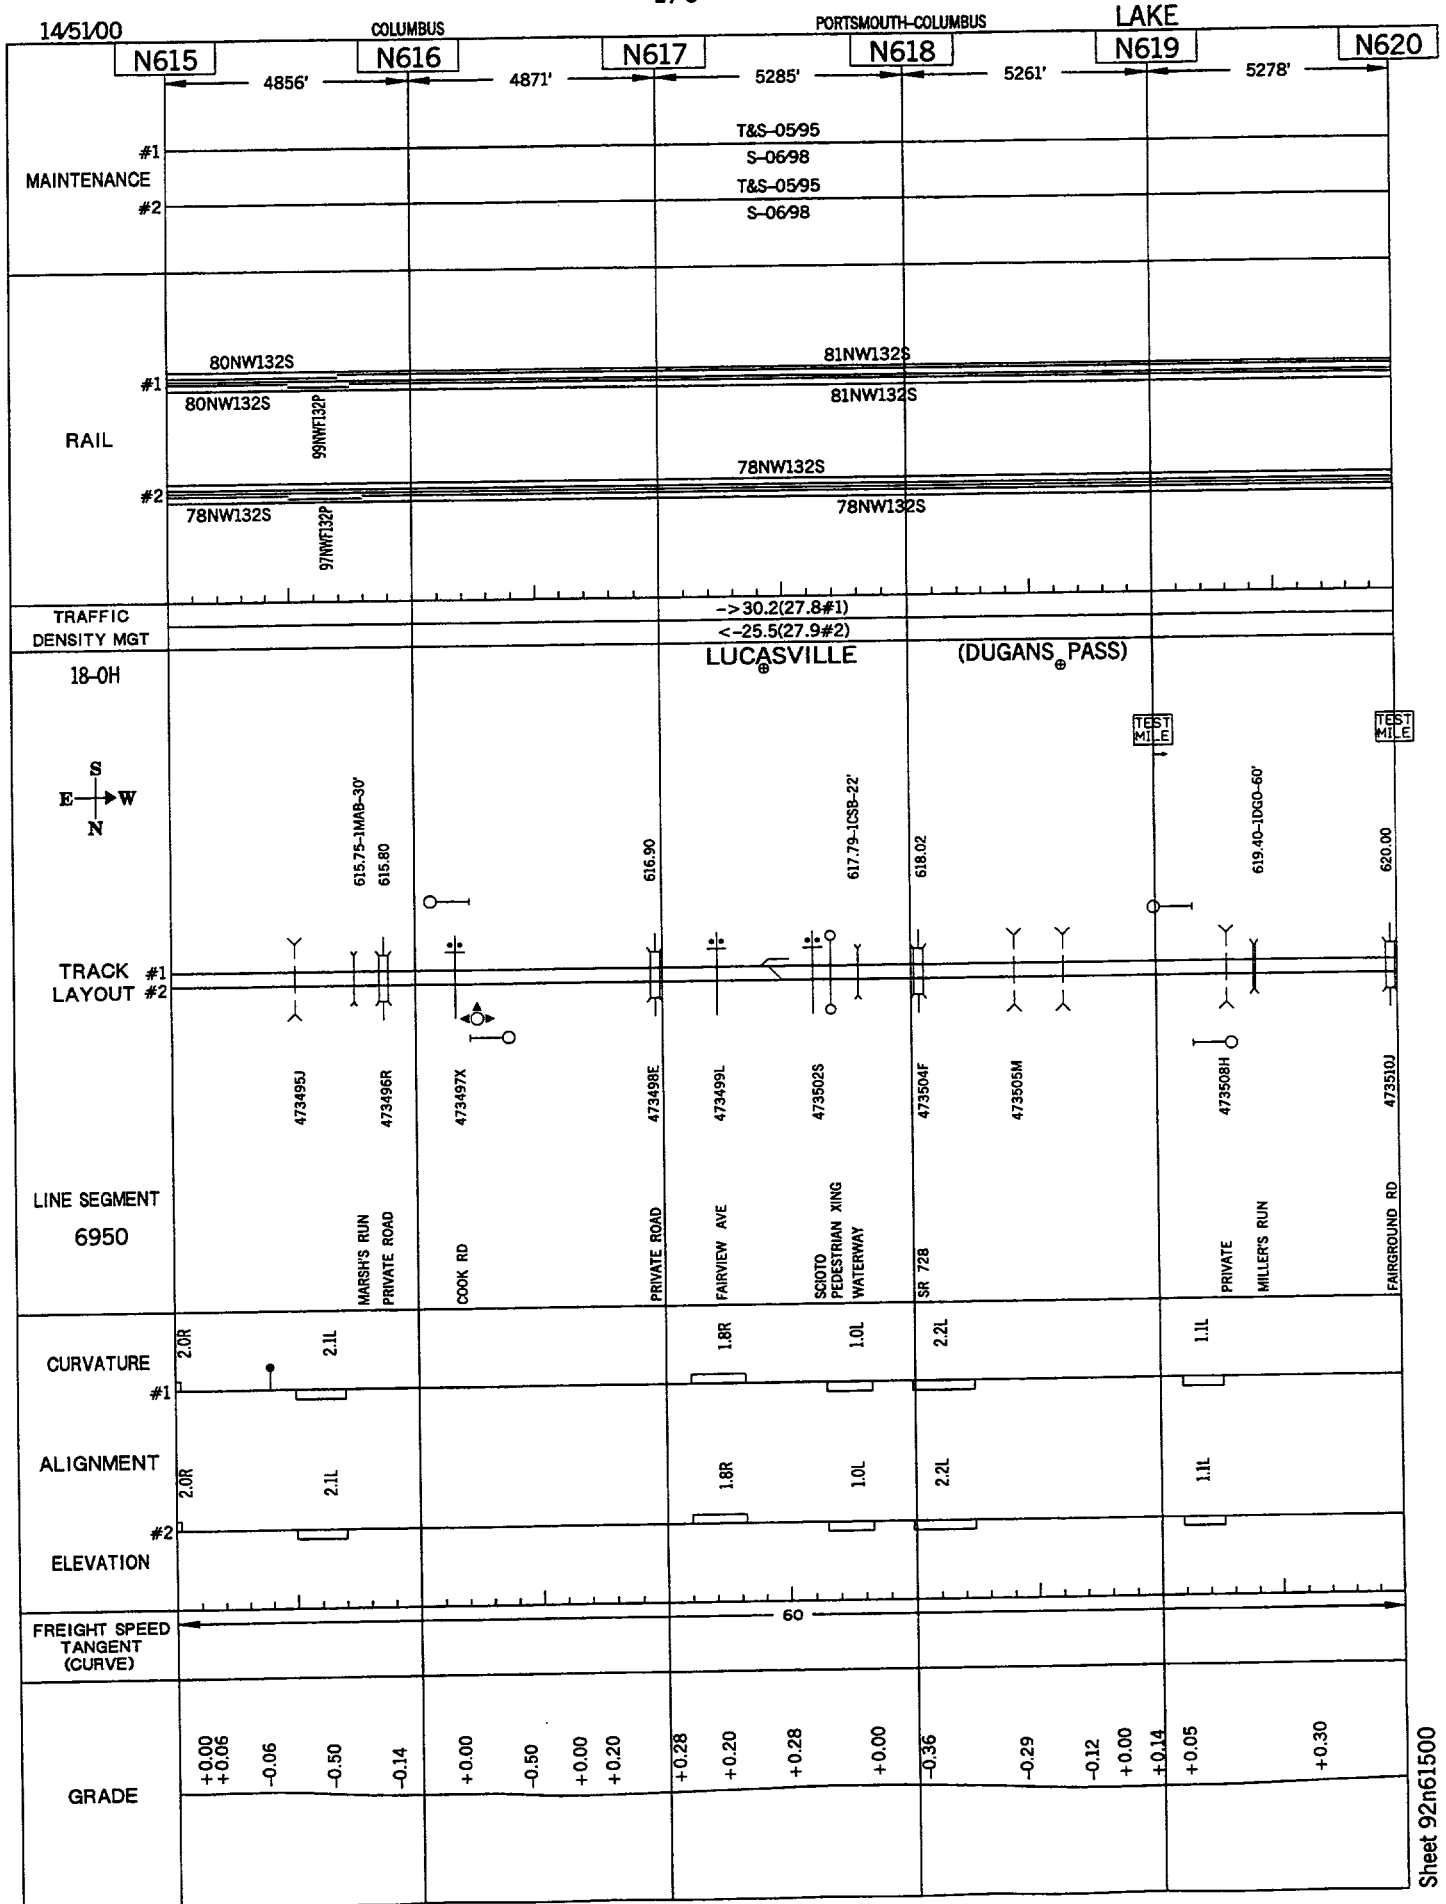 LAKE
14/51/00 COLUMBUS PORTSMOUTH-COLUMBUS
N615 N616 N617 N618 N619 N620
4856' 4871' 5285' 5261' 5278'
T&S-05/95
#1
S-06/98
MAINTENANCE
T&S-05/95
#2
S-06/98
80NW132S 81NW132S
#1
80NW132S 81NW132S
99NWF132P
RAIL
78NW132S
#2
78NW132S 78NW132S
97NWF132P
TRAFFIC
DENSITY MGT
->30.2(27.8#1)
<-25.5(27.9#2)
18-OH
LUCASVILLE (DUGANS PASS)
TEST
MILE
TEST
MILE
S
E W
N
615.75-1MAB-30'
615.80
616.90
617.79-1CSB-22'
618.02
619.40-1DGO-60'
620.00
TRACK #1
LAYOUT #2
473495J
473496R
473497X
473498E
473499L
473502S
473504F
473505M
473508H
473510J
LINE SEGMENT
6950
MARSH'S RUN
PRIVATE ROAD
COOK RD
PRIVATE ROAD
FAIRVIEW AVE
SCIOTO
PEDESTRIAN XING
WATERWAY
SR 728
PRIVATE
MILLER'S RUN
FAIRGROUND RD
CURVATURE
#1
2.0R 2.1L 1.8R 1.0L 2.2L 1.1L
ALIGNMENT
2.0R 2.1L 1.8R 1.0L 2.2L 1.1L
#2
ELEVATION
FREIGHT SPEED
TANGENT
(CURVE)
60
GRADE
+0.00
+0.06
-0.06
-0.50
-0.14
+0.00
-0.50
+0.00
+0.20
+0.28
+0.20
+0.28
+0.00
-0.36
-0.29
-0.12
+0.00
+0.14
+0.05
+0.30
Sheet 92n61500